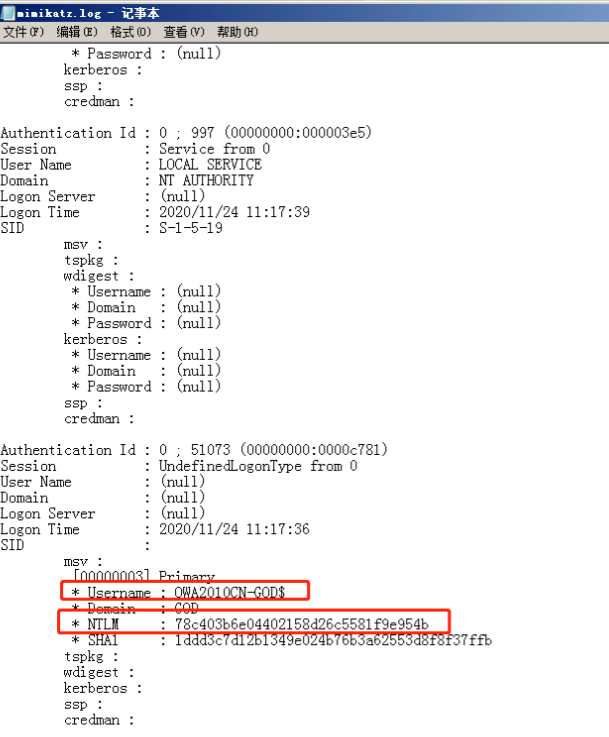 mimikatz.log - 记事本
文件(F) 编辑(E) 格式(O) 查看(V) 帮助(H)
* Password : (null)
kerberos :
ssp :
credman :
Authentication Id : 0 ; 997 (00000000:000003e5)
Session : Service from 0
User Name : LOCAL SERVICE
Domain : NT AUTHORITY
Logon Server : (null)
Logon Time : 2020/11/24 11:17:39
SID : S-1-5-19
msv :
tspkg :
wdigest :
* Username : (null)
* Domain : (null)
* Password : (null)
kerberos :
* Username : (null)
* Domain : (null)
* Password : (null)
ssp :
credman :
Authentication Id : 0 ; 51073 (00000000:0000c781)
Session : UndefinedLogonType from 0
User Name : (null)
Domain : (null)
Logon Server : (null)
Logon Time : 2020/11/24 11:17:36
SID :
msv :
[00000003] Primary
* Username : OWA2010CN-GOD$
* Domain : GOD
* NTLM : 78c403b6e04402158d26c5581f9e954b
* SHA1 : 1ddd3c7d12b1349e024b76b3a62553d8f8f37ffb
tspkg :
wdigest :
kerberos :
ssp :
credman :